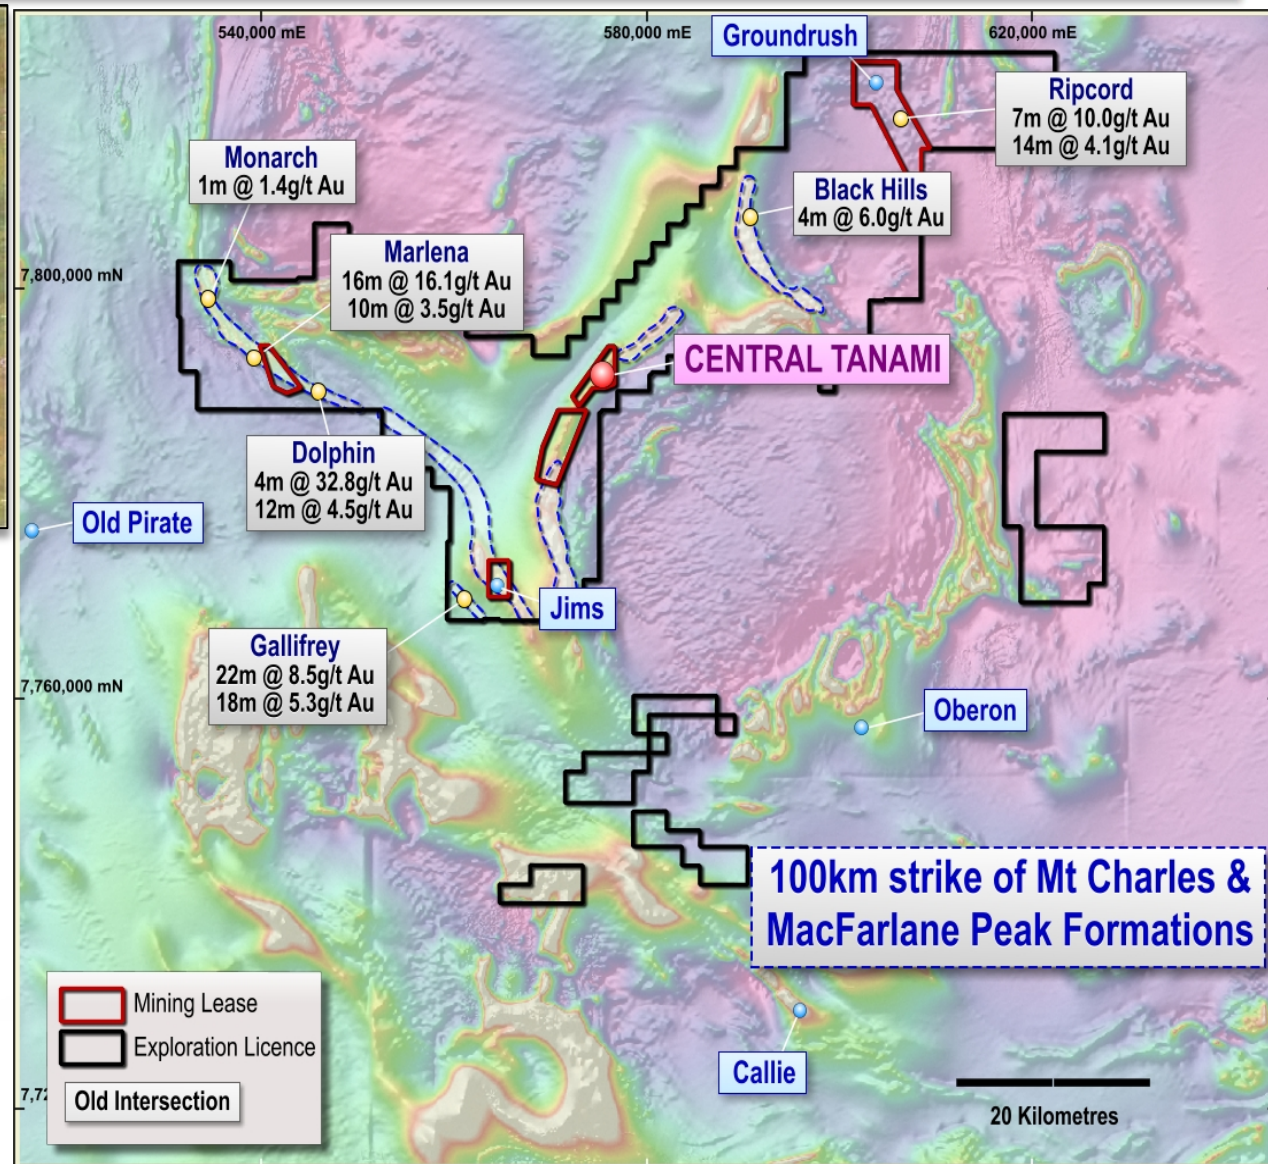 540,000 mE
580,000 mE
620,000 mE
Groundrush
Ripcord
7m @ 10.0g/t Au
14m @ 4.1g/t Au
Monarch
1m @ 1.4g/t Au
Black Hills
4m @ 6.0g/t Au
Marlena
16m @ 16.1g/t Au
10m @ 3.5g/t Au
7,800,000 mN
CENTRAL TANAMI
Dolphin
4m @ 32.8g/t Au
12m @ 4.5g/t Au
Old Pirate
Jims
Gallifrey
22m @ 8.5g/t Au
18m @ 5.3g/t Au
7,760,000 mN
Oberon
100km strike of Mt Charles &
MacFarlane Peak Formations
Mining Lease
Exploration Licence
Old Intersection
7,72
Callie
20 Kilometres